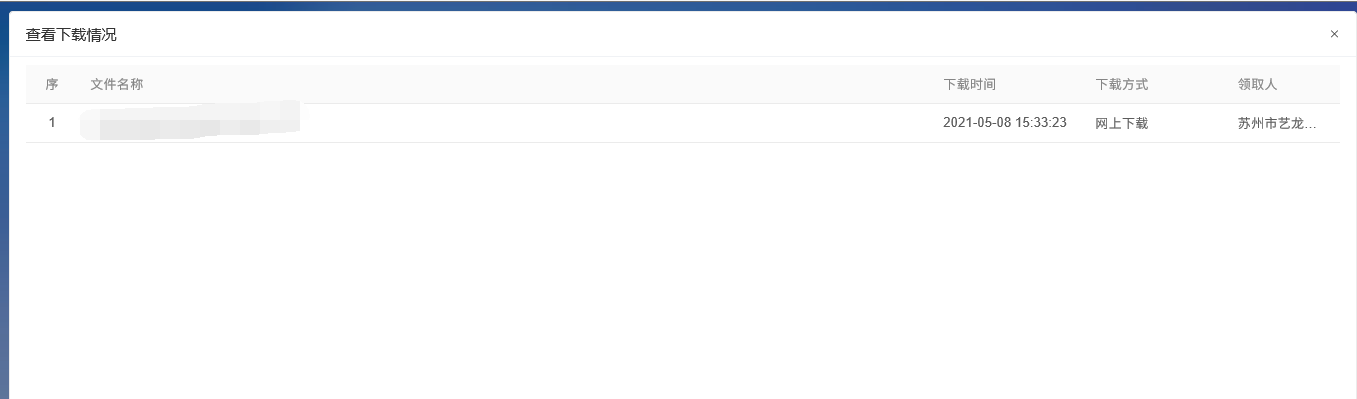 查看下载情况 ×
序 文件名称 下载时间 下载方式 领取人
1 2021-05-08 15:33:23 网上下载 苏州市艺龙...